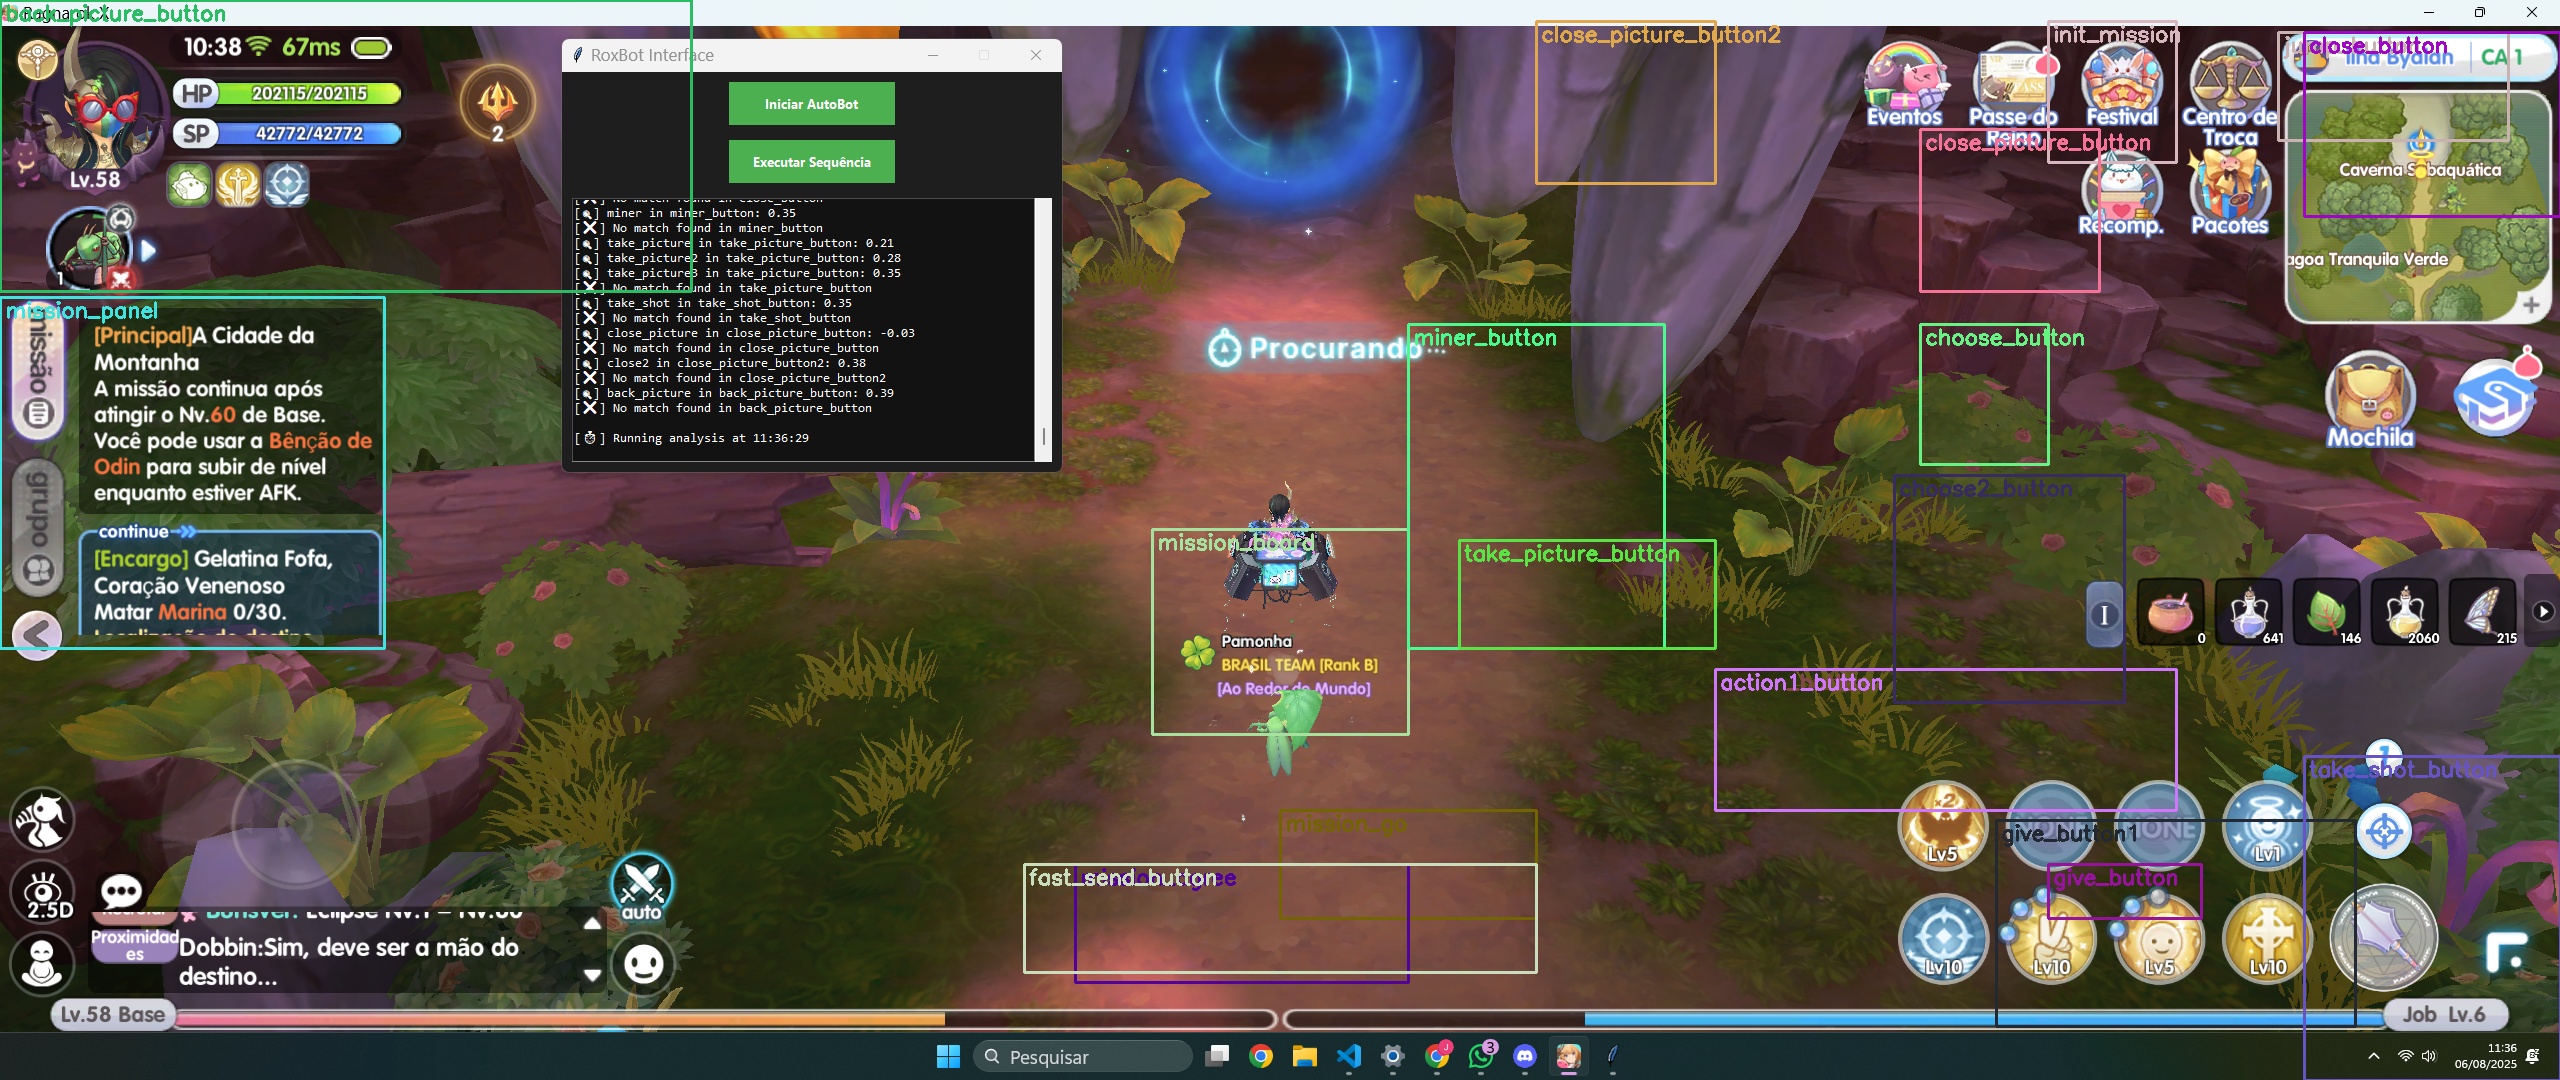 back_picture_button
10:38 67ms
HP 202115/202115
SP 42772/42772
2
Lv.58
1
RoxBot Interface
Iniciar AutoBot
Executar Sequência
[🔍] miner in miner_button: 0.35
[❌] No match found in miner_button
[🔍] take_picture in take_picture_button: 0.21
[🔍] take_picture2 in take_picture_button: 0.28
[🔍] take_picture3 in take_picture_button: 0.35
[❌] No match found in take_picture_button
[🔍] take_shot in take_shot_button: 0.35
[❌] No match found in take_shot_button
[🔍] close_picture in close_picture_button: -0.03
[❌] No match found in close_picture_button
[🔍] close2 in close_picture_button2: 0.38
[❌] No match found in close_picture_button2
[🔍] back_picture in back_picture_button: 0.39
[❌] No match found in back_picture_button
[⏱] Running analysis at 11:36:29
close_picture_button2
init_mission
close_button
CA 1
Eventos
Passe do Reino
Festival
Centro de Troca
close_picture_button
Recomp.
Pacotes
Caverna Subaquática
agoa Tranquila Verde
mission_panel
missão
[Principal]A Cidade da
Montanha
A missão continua após
atingir o Nv.60 de Base.
Você pode usar a Bênção de
Odin para subir de nível
enquanto estiver AFK.
grupo
continue
[Encargo] Gelatina Fofa,
Coração Venenoso
Matar Marina 0/30.
Procurando...
miner_button
choose_button
Mochila
choose2_button
mission_board
take_picture_button
Pamonha
BRASIL TEAM [Rank B]
[Ao Redor do Mundo]
I
0
641
146
2060
215
action1_button
take_shot_button
mission_go
fast_send_button
give_button1
give_button
Lv5
Lv1
Lv10
Lv10
Lv5
Lv10
2.5D
auto
Proximidad
es
Dobbin:Sim, deve ser a mão do
destino...
Lv.58 Base
Job Lv.6
Pesquisar
3
11:36
06/08/2025